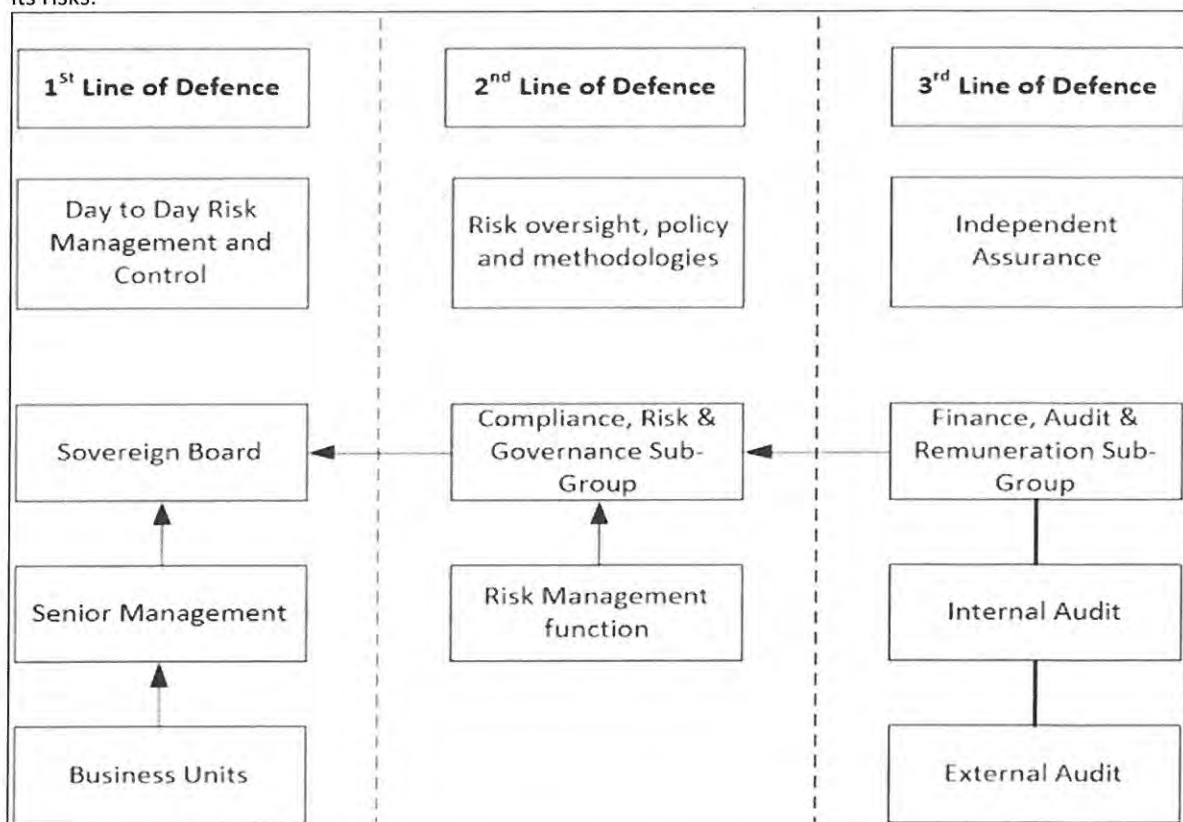 its risks.
1st Line of Defence
2nd Line of Defence
3rd Line of Defence
Day to Day Risk
Management and
Control
Risk oversight, policy
and methodologies
Independent
Assurance
Sovereign Board
Compliance, Risk &
Governance Sub-
Group
Finance, Audit &
Remuneration Sub-
Group
Senior Management
Risk Management
function
Internal Audit
Business Units
External Audit